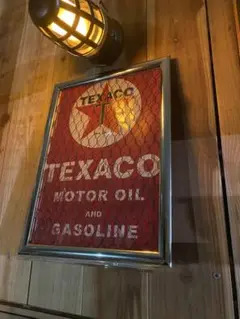 TEXACO
T
TEXACO
MOTOR OIL
AND
GASOLINE